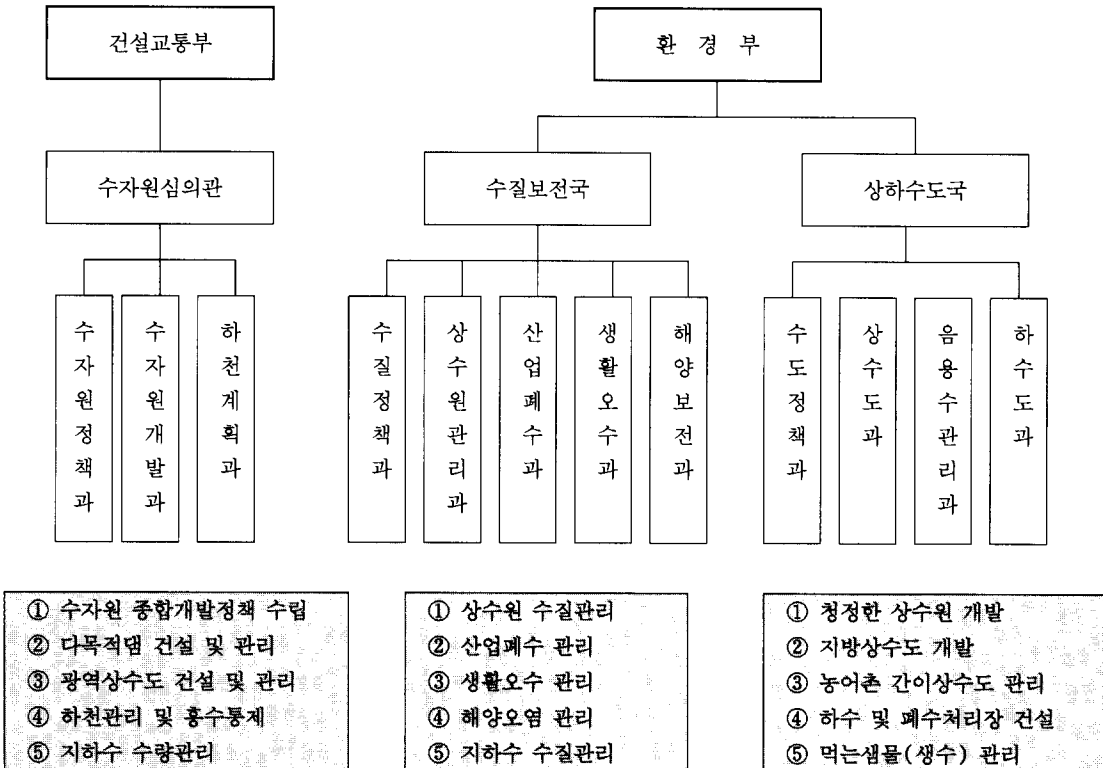 건설교통부
환 경 부
수자원심의관
수질보전국
상하수도국
수자원정책과
수자원개발과
하천계획과
수질정책과
상수원관리과
산업폐수과
생활오수과
해양보전과
수도정책과
상수도과
음용수관리과
하수도과
① 수자원 종합개발정책 수립
② 다목적댐 건설 및 관리
③ 광역상수도 건설 및 관리
④ 하천관리 및 홍수통제
⑤ 지하수 수량관리
① 상수원 수질관리
② 산업폐수 관리
③ 생활오수 관리
④ 해양오염 관리
⑤ 지하수 수질관리
① 청정한 상수원 개발
② 지방상수도 개발
③ 농어촌 간이상수도 관리
④ 하수 및 폐수처리장 건설
⑤ 먹는샘물(생수) 관리